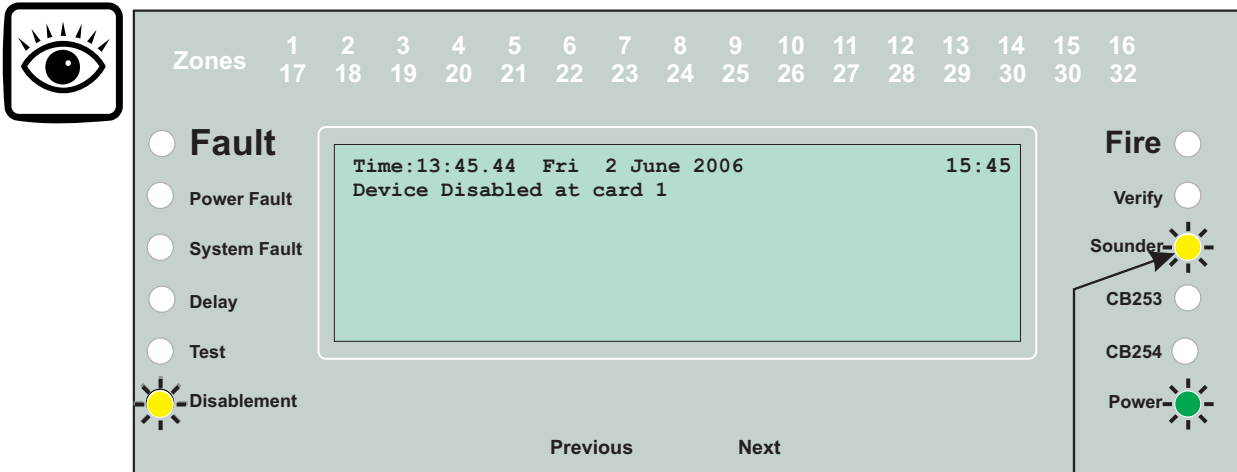 Zones 1 2 3 4 5 6 7 8 9 10 11 12 13 14 15 16
17 18 19 20 21 22 23 24 25 26 27 28 29 30 30 32
Fault
Fire
Time:13:45.44 Fri 2 June 2006 15:45
Device Disabled at card 1
Power Fault
Verify
System Fault
Sounder
Delay
CB253
Test
CB254
Disablement
Power
Previous Next